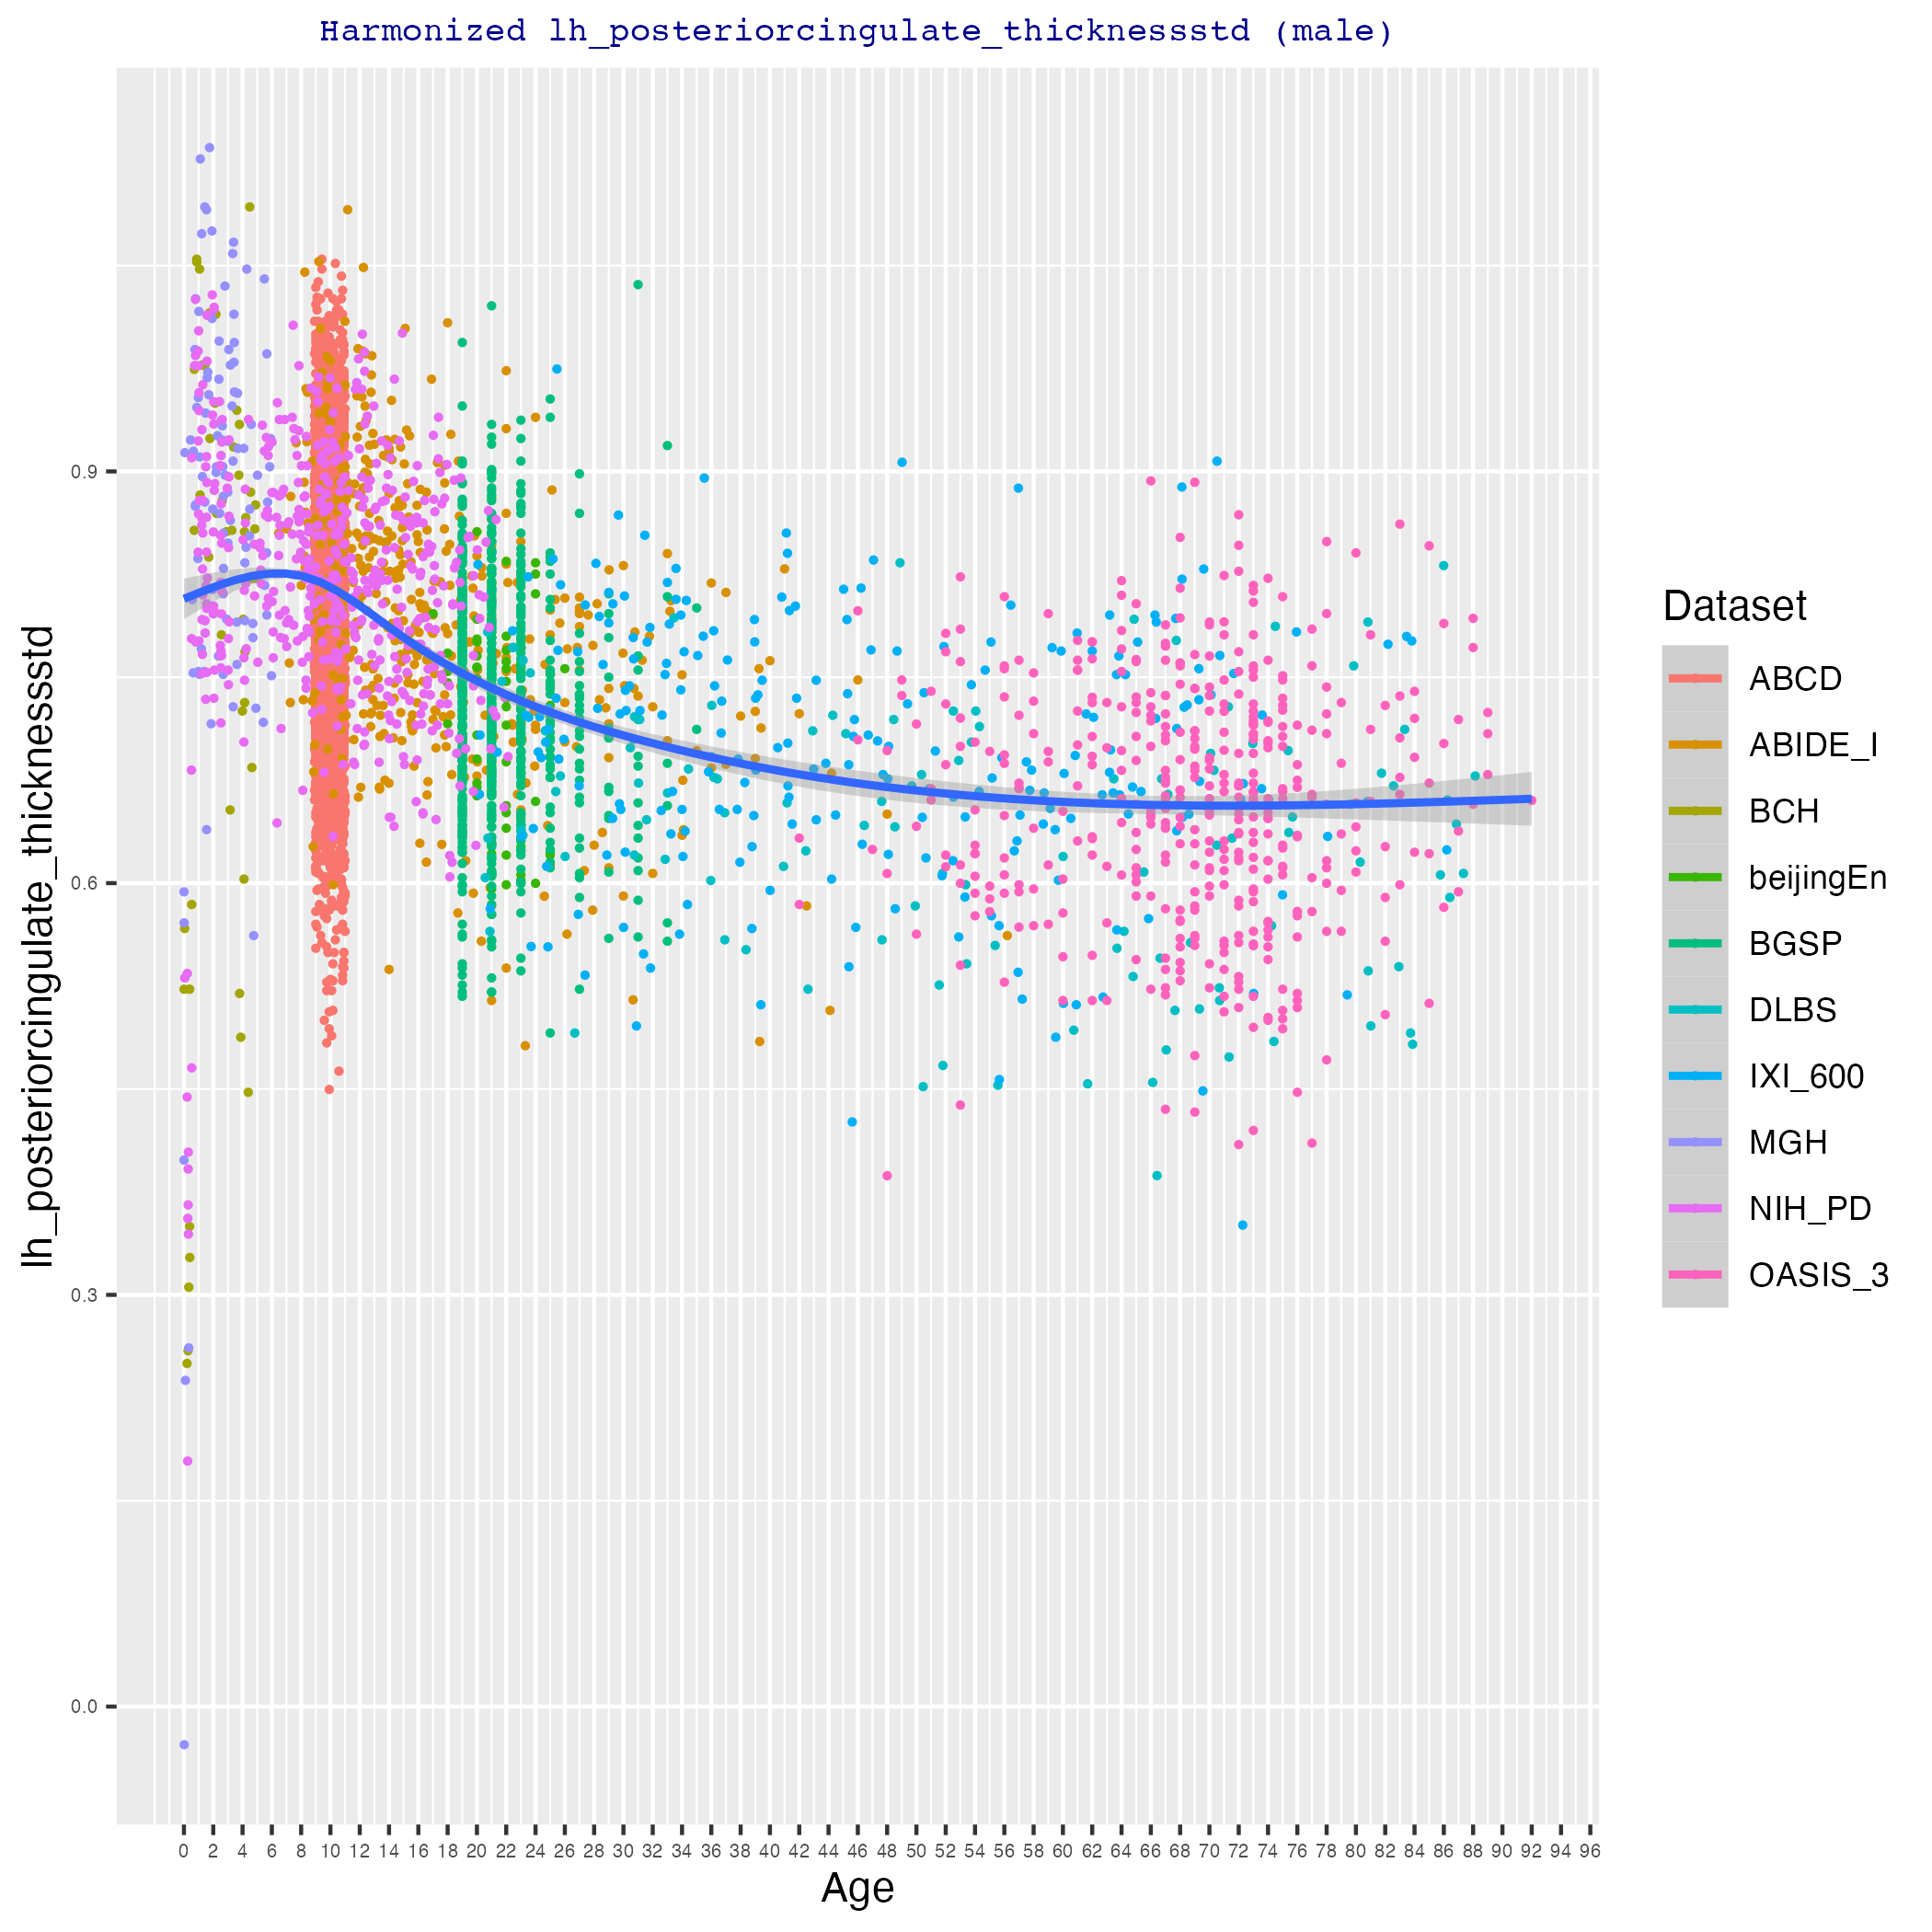 Harmonized lh_posteriorcingulate_thicknessstd (male)
lh_posteriorcingulate_thicknessstd
0.9
0.6
0.3
0.0
0 2 4 6 8 10 12 14 16 18 20 22 24 26 28 30 32 34 36 38 40 42 44 46 48 50 52 54 56 58 60 62 64 66 68 70 72 74 76 78 80 82 84 86 88 90 92 94 96
Age
Dataset
ABCD
ABIDE_I
BCH
beijingEn
BGSP
DLBS
IXI_600
MGH
NIH_PD
OASIS_3